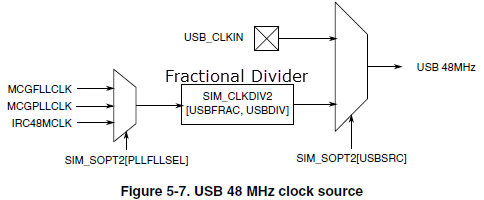 USB_CLKIN
Fractional Divider
MCGFLLCLK
MCGPLLCLK
IRC48MCLK
SIM_CLKDIV2
[USBFRAC, USBDIV]
USB 48MHz
SIM_SOPT2[PLLFLLSEL]
SIM_SOPT2[USBSRC]
Figure 5-7. USB 48 MHz clock source